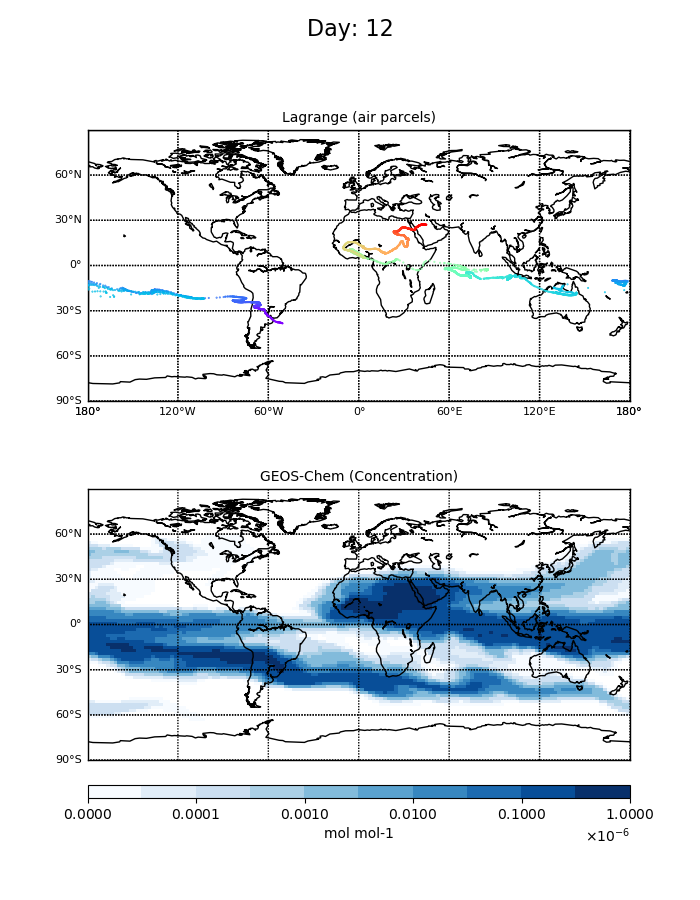 Day: 12
Lagrange (air parcels)
60°N
30°N
0°
30°S
60°S
90°S
180° 120°W 60°W 0° 60°E 120°E 180°
GEOS-Chem (Concentration)
60°N
30°N
0°
30°S
60°S
90°S
0.0000 0.0001 0.0010 0.0100 0.1000 1.0000
mol mol-1 ×10⁻⁶